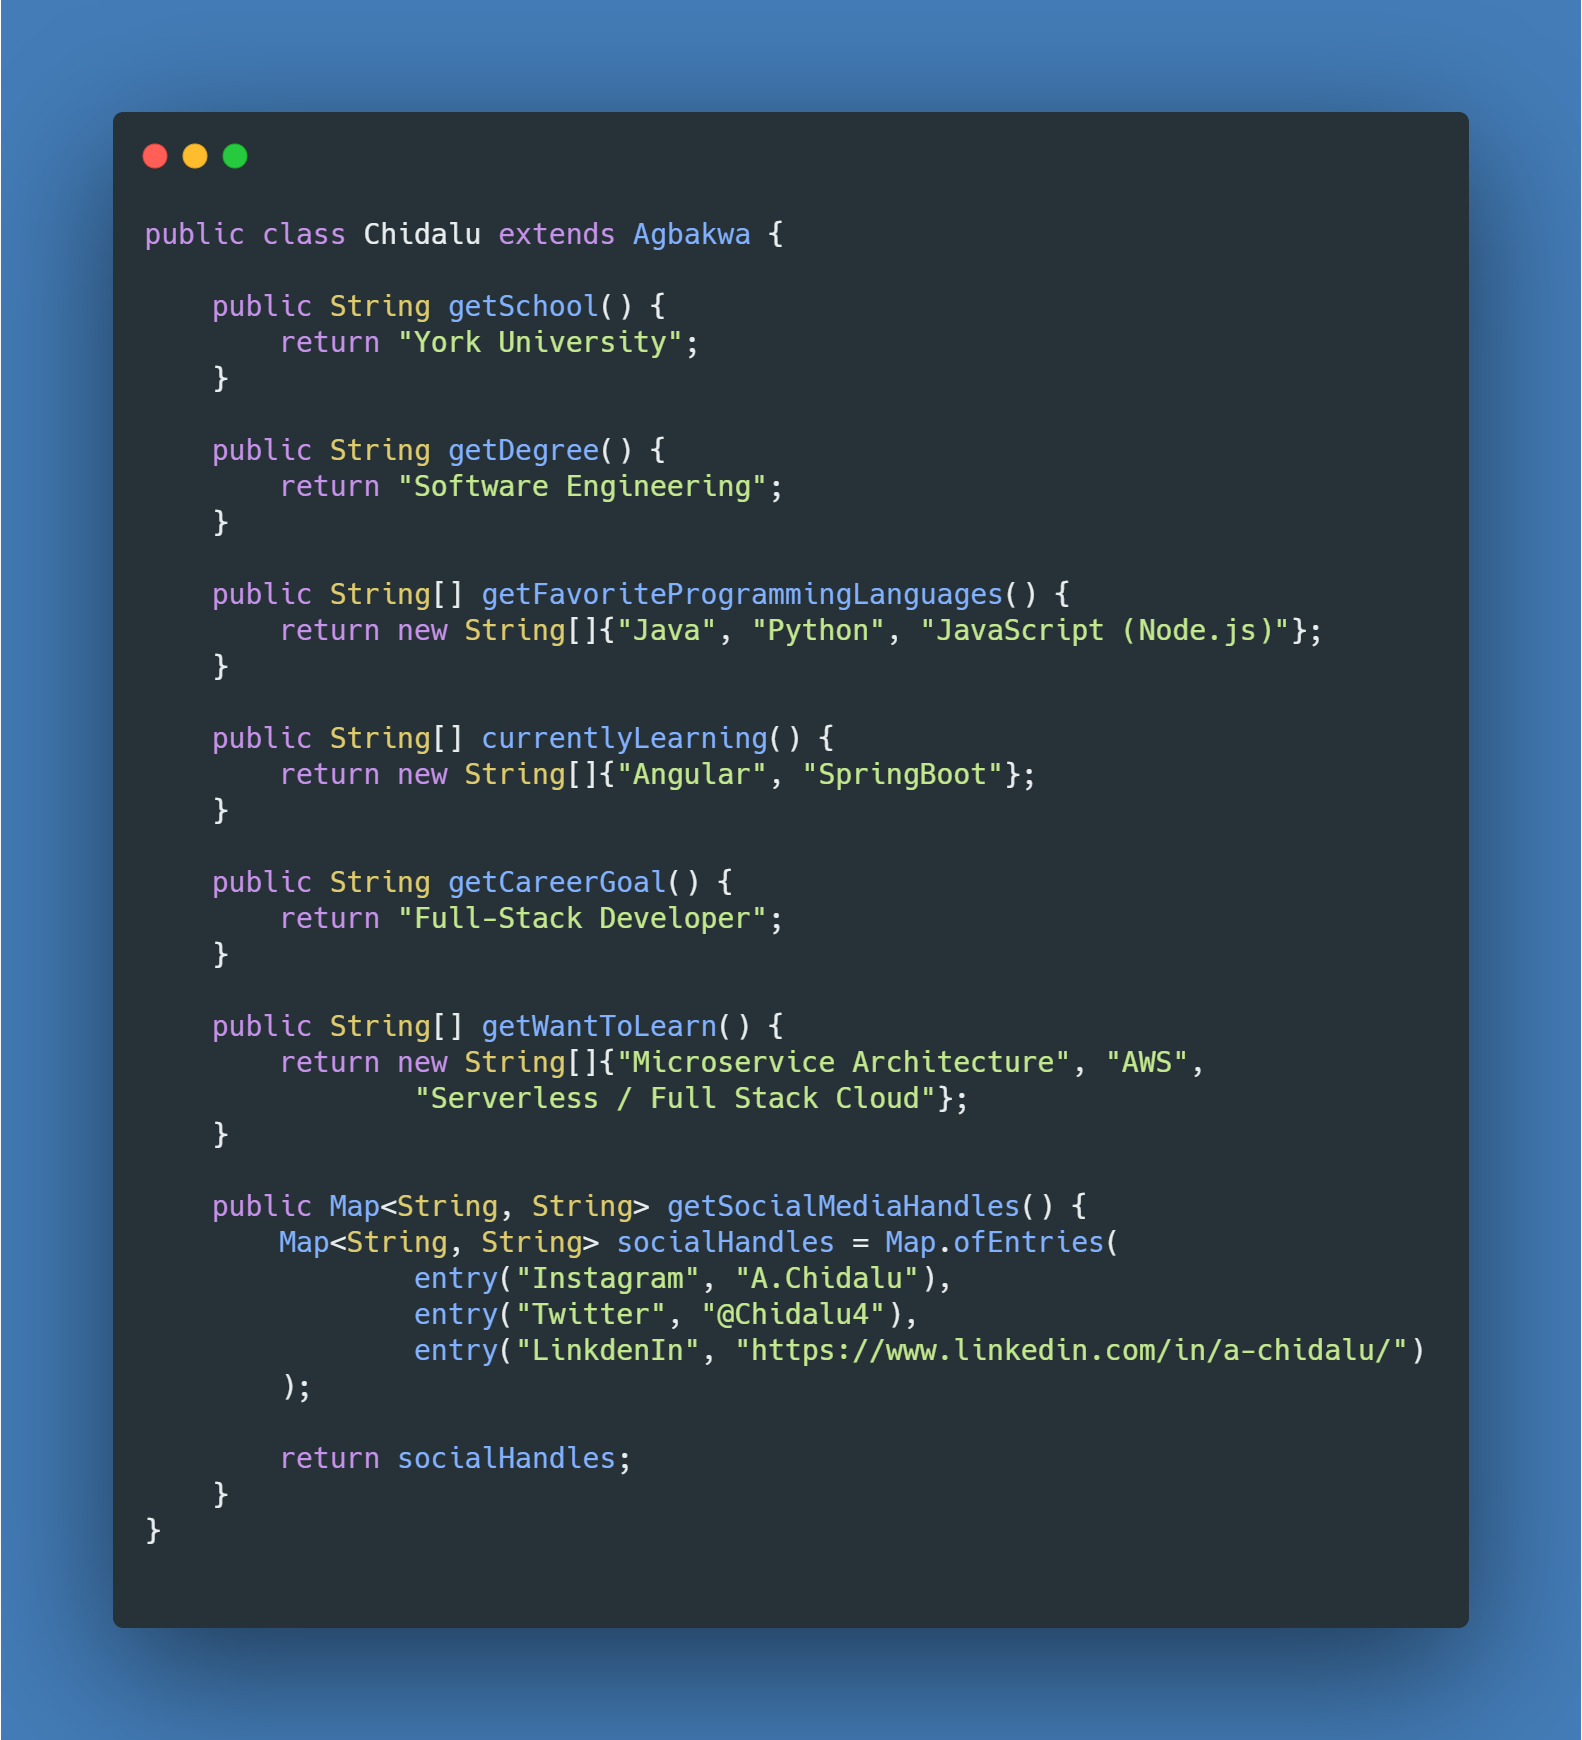 public class Chidalu extends Agbakwa {
    public String getSchool() {
        return "York University";
    }
    public String getDegree() {
        return "Software Engineering";
    }
    public String[] getFavoriteProgrammingLanguages() {
        return new String[]{"Java", "Python", "JavaScript (Node.js)"};
    }
    public String[] currentlyLearning() {
        return new String[]{"Angular", "SpringBoot"};
    }
    public String getCareerGoal() {
        return "Full-Stack Developer";
    }
    public String[] getWantToLearn() {
        return new String[]{"Microservice Architecture", "AWS",
                "Serverless / Full Stack Cloud"};
    }
    public Map<String, String> getSocialMediaHandles() {
        Map<String, String> socialHandles = Map.ofEntries(
                entry("Instagram", "A.Chidalu"),
                entry("Twitter", "@Chidalu4"),
                entry("LinkdenIn", "https://www.linkedin.com/in/a-chidalu/")
        );
        return socialHandles;
    }
}